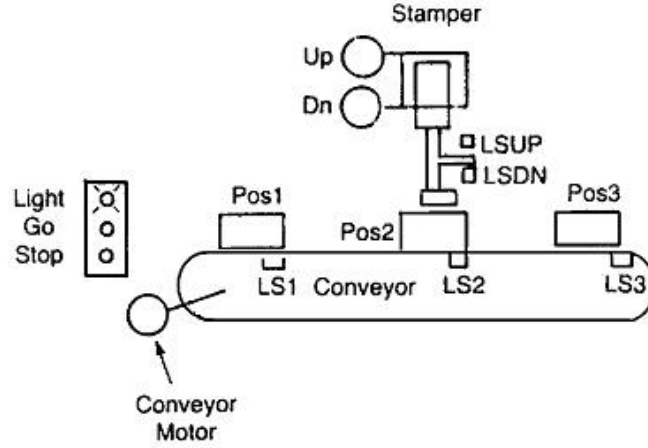 Stamper
Up
Dn
LSUP
LSDN
Light
Go
Stop
Pos1
Pos2
Pos3
LS1
Conveyor
LS2
LS3
Conveyor
Motor